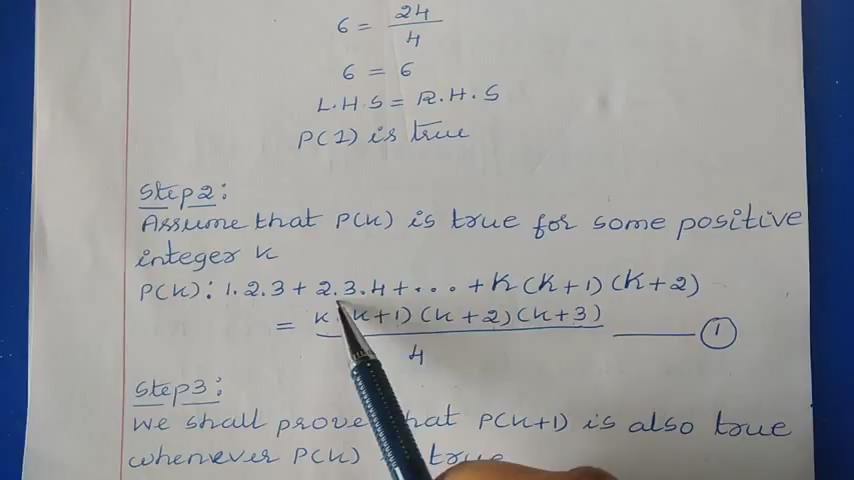 6 = 24/4
6 = 6
L.H.S = R.H.S
P(1) is true
Step2:
Assume that P(K) is true for some positive
integer K
P(K): 1.2.3 + 2.3.4 + ... + K (K+1) (K+2)
= K (K+1) (K+2) (K+3) / 4 ①
Step3:
We shall prove that P(K+1) is also true
whenever P(K) true